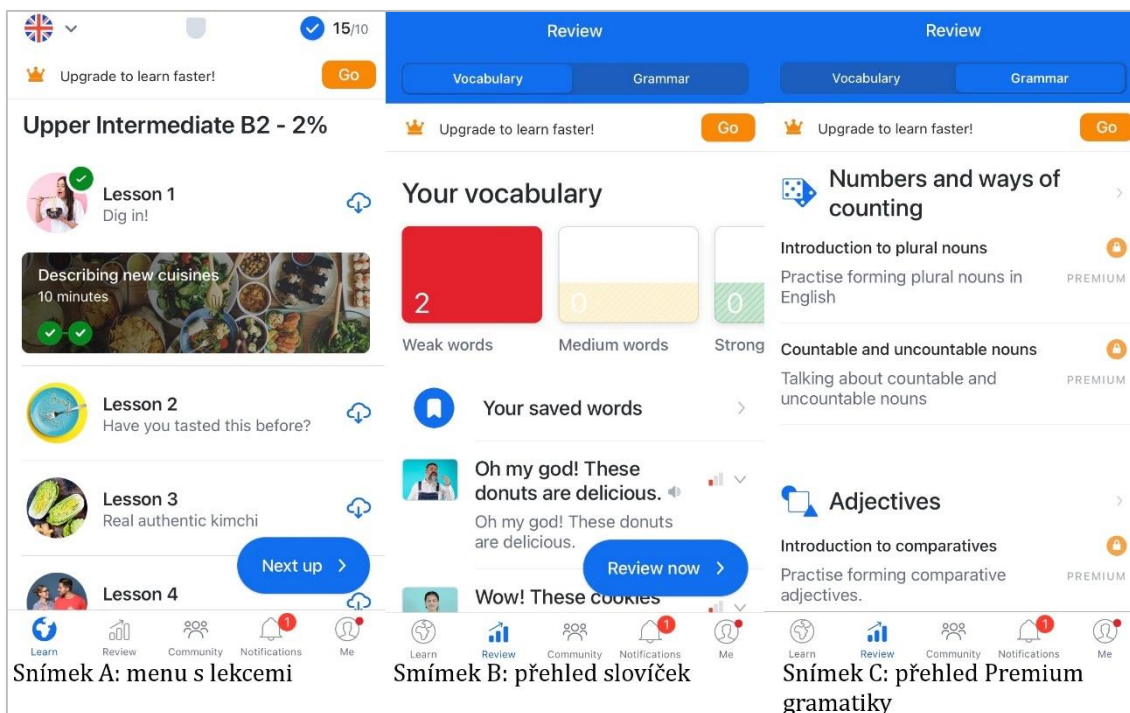 15/10
Upgrade to learn faster!
Go
Upper Intermediate B2 - 2%
Lesson 1
Dig in!
Describing new cuisines
10 minutes
Lesson 2
Have you tasted this before?
Lesson 3
Real authentic kimchi
Next up
Lesson 4
1
Learn
Review
Community
Notifications
Me
Snímek A: menu s lekcemi
Review
Vocabulary
Grammar
Upgrade to learn faster!
Go
Your vocabulary
2
0
0
Weak words
Medium words
Strong
Your saved words
Oh my god! These
donuts are delicious.
Oh my god! These donuts
are delicious.
Review now
Wow! These cookies
1
Learn
Review
Community
Notifications
Me
Smímek B: přehled slovíček
Review
Vocabulary
Grammar
Upgrade to learn faster!
Go
Numbers and ways of
counting
Introduction to plural nouns
Practise forming plural nouns in
English
PREMIUM
Countable and uncountable nouns
Talking about countable and
uncountable nouns
PREMIUM
Adjectives
Introduction to comparatives
Practise forming comparative
adjectives.
PREMIUM
1
Learn
Review
Community
Notifications
Me
Snímek C: přehled Premium
gramatiky